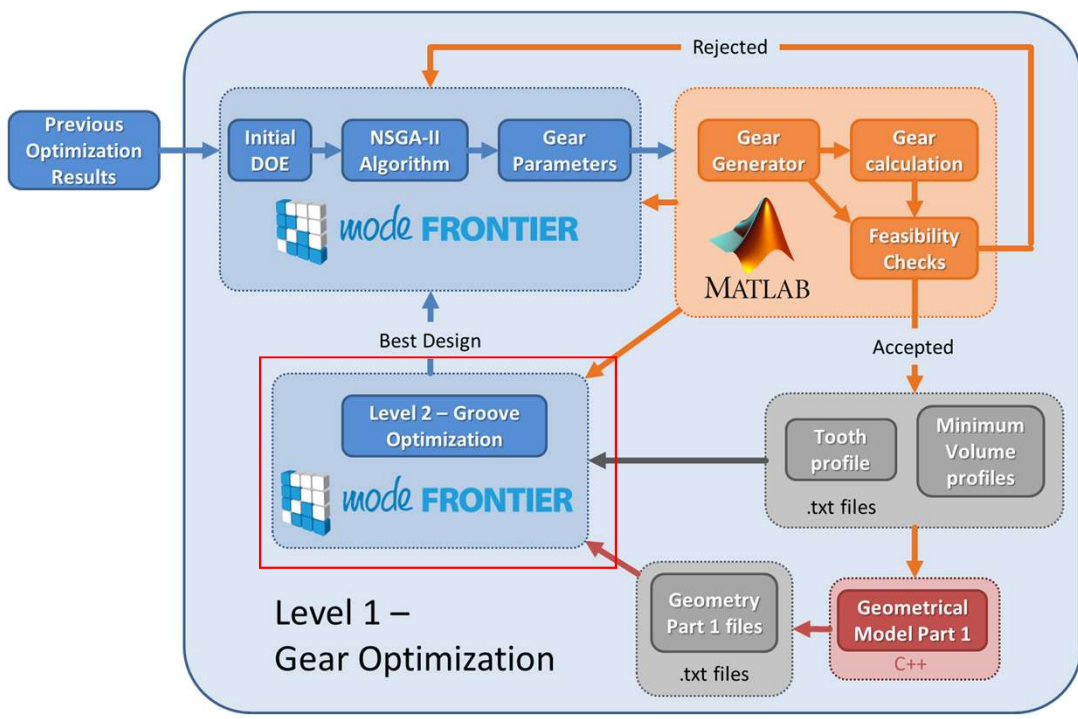 Rejected
Previous
Optimization
Results
Initial
DOE
NSGA-II
Algorithm
Gear
Parameters
mode FRONTIER
Gear
Generator
Gear
calculation
Feasibility
Checks
MATLAB
Best Design
Accepted
Level 2 – Groove
Optimization
mode FRONTIER
Tooth
profile
Minimum
Volume
profiles
.txt files
Geometry
Part 1 files
.txt files
Geometrical
Model Part 1
C++
Level 1 –
Gear Optimization